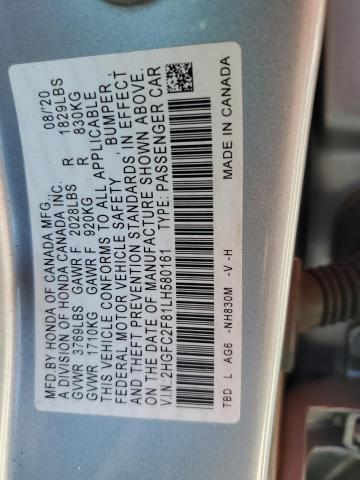 MFD BY HONDA OF CANADA MFG. 08/'20
A DIVISION OF HONDA CANADA INC.
GVWR 3769LBS GAWR F 2028LBS R 1829LBS
GVWR 1710KG GAWR F 920KG R 830KG
THIS VEHICLE CONFORMS TO ALL APPLICABLE
FEDERAL MOTOR VEHICLE SAFETY, BUMPER,
AND THEFT PREVENTION STANDARDS IN EFFECT
ON THE DATE OF MANUFACTURE SHOWN ABOVE.
V.I.N: 2HGFC2F81LH580161 TYPE: PASSENGER CAR
MADE IN CANADA
TBD L AG6 -NH830M -V -H